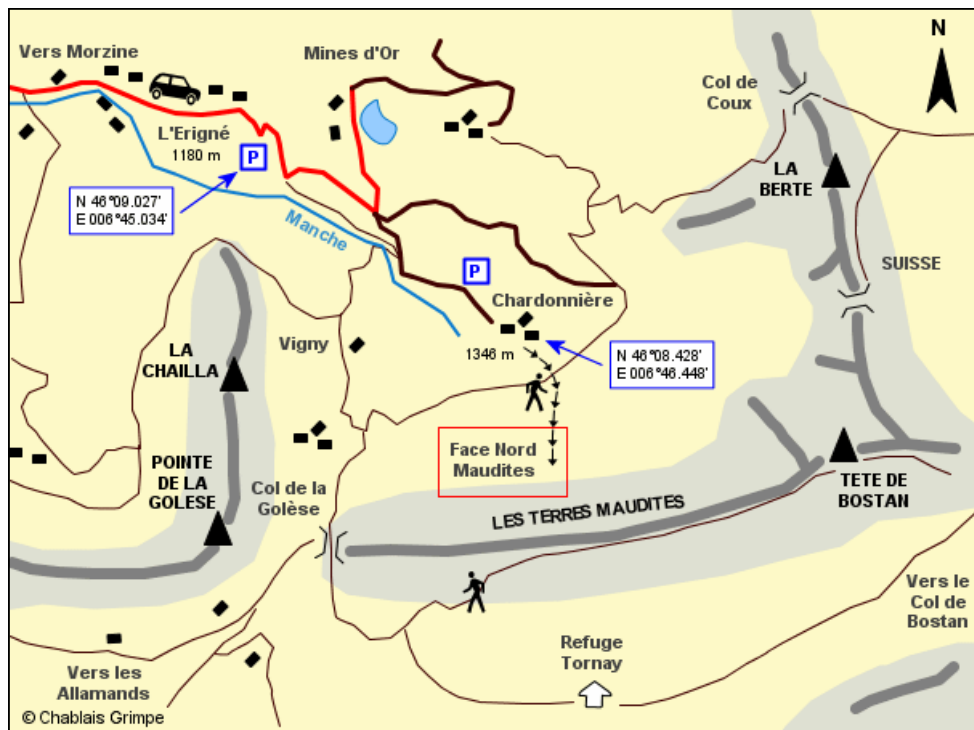 Vers Morzine
Mines d'Or
N
Col de
Coux
L'Erigné
1180 m
P
LA
BERTE
N 46°09.027'
E 006°45.034'
Manche
SUISSE
P
Chardonnière
Vigny
1346 m
N 46°08.428'
E 006°46.448'
LA
CHAILLA
Face Nord
Maudites
POINTE
DE LA
GOLESE
Col de la
Golèse
LES TERRES MAUDITES
TETE DE
BOSTAN
Vers le
Col de
Bostan
Refuge
Tornay
Vers les
Allamands
© Chablais Grimpe